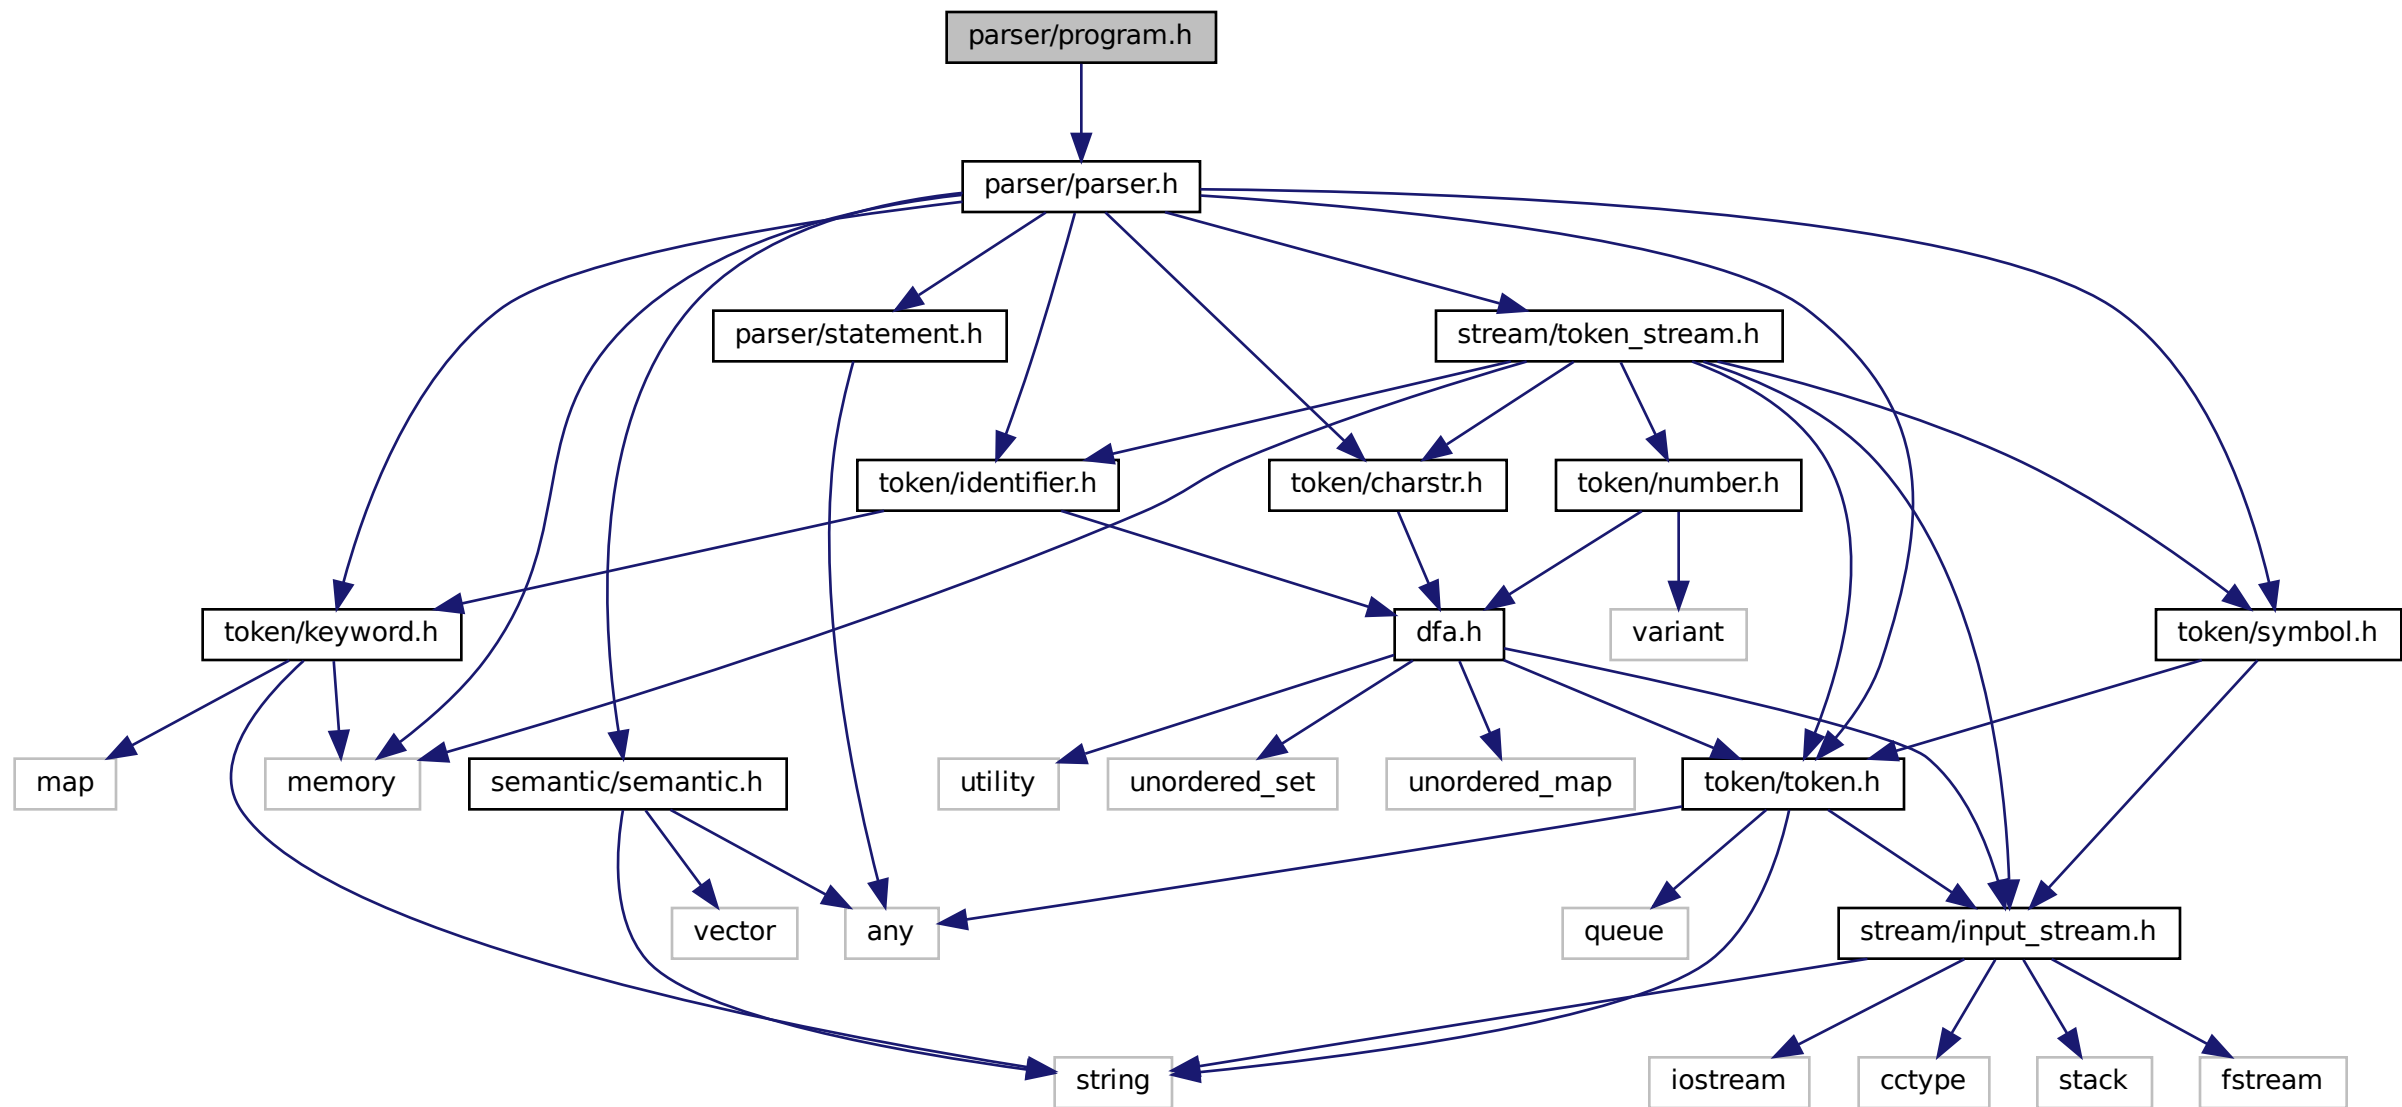 parser/program.h
parser/parser.h
parser/statement.h
stream/token_stream.h
token/identifier.h
token/charstr.h
token/number.h
token/keyword.h
dfa.h
variant
token/symbol.h
map
memory
semantic/semantic.h
utility
unordered_set
unordered_map
token/token.h
vector
any
queue
stream/input_stream.h
string
iostream
cctype
stack
fstream